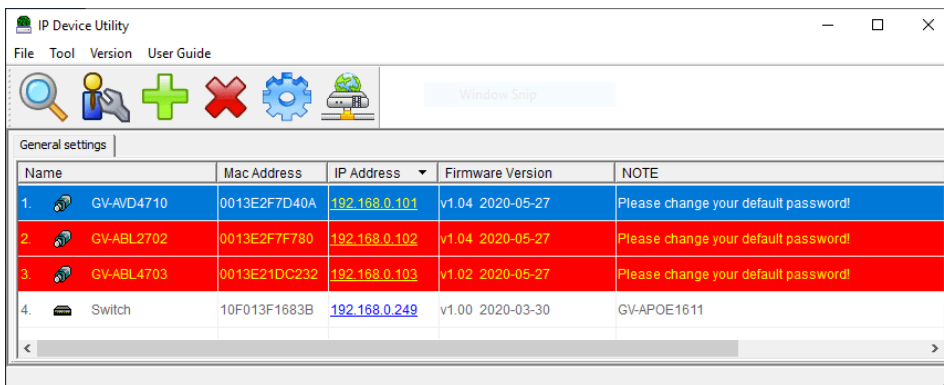 IP Device Utility
File Tool Version User Guide
Window Snip
General settings
Name Mac Address IP Address Firmware Version NOTE
1. GV-AVD4710 0013E2F7D40A 192.168.0.101 v1.04 2020-05-27 Please change your default password!
2. GV-ABL2702 0013E2F7F780 192.168.0.102 v1.04 2020-05-27 Please change your default password!
3. GV-ABL4703 0013E21DC232 192.168.0.103 v1.02 2020-05-27 Please change your default password!
4. Switch 10F013F1683B 192.168.0.249 v1.00 2020-03-30 GV-APOE1611